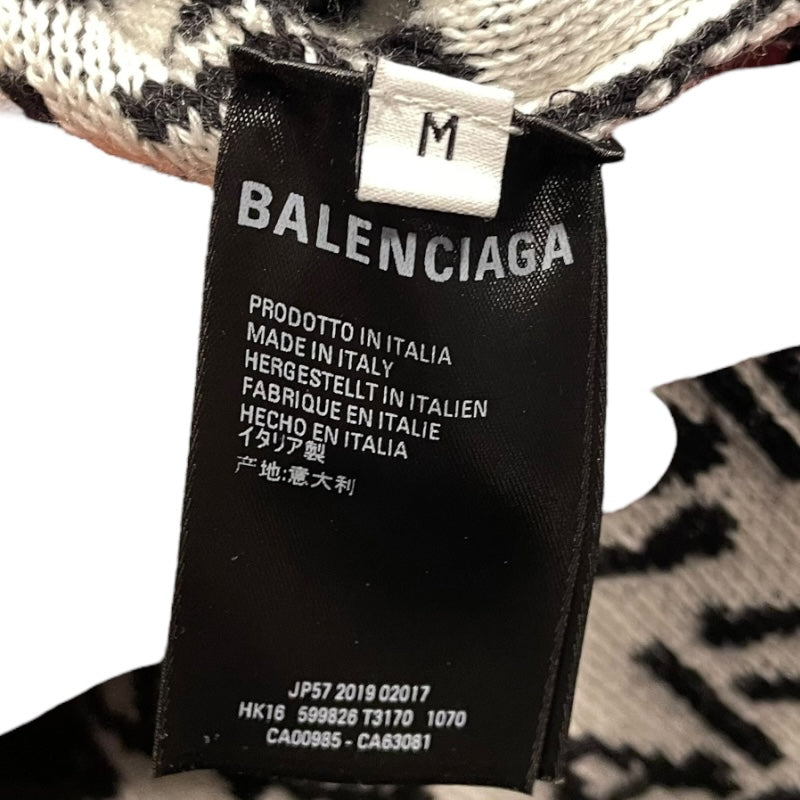 M
BALENCIAGA
PRODOTTO IN ITALIA
MADE IN ITALY
HERGESTELLT IN ITALIEN
FABRIQUE EN ITALIE
HECHO EN ITALIA
イタリア製
产地:意大利
JP57 2019 02017
HK16 599826 T3170 1070
CA00985 - CA63081